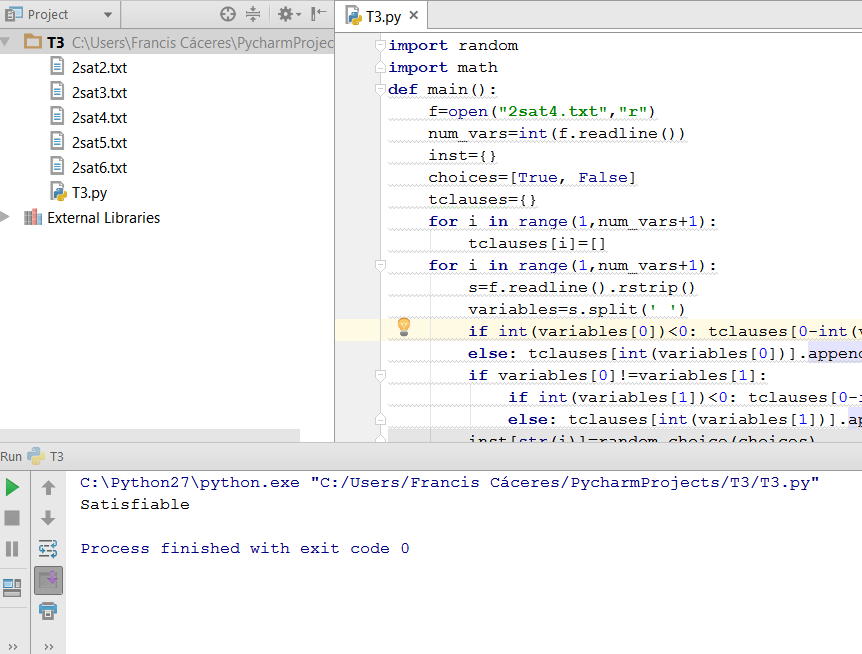 Project
T3 C:\Users\Francis Cáceres\PycharmProjec
2sat2.txt
2sat3.txt
2sat4.txt
2sat5.txt
2sat6.txt
T3.py
External Libraries
T3.py
import random
import math
def main():
f=open("2sat4.txt","r")
num_vars=int(f.readline())
inst={}
choices=[True, False]
tclauses={}
for i in range(1,num_vars+1):
tclauses[i]=[]
for i in range(1,num_vars+1):
s=f.readline().rstrip()
variables=s.split(' ')
if int(variables[0])<0: tclauses[0-int(v
else: tclauses[int(variables[0])].append
if variables[0]!=variables[1]:
if int(variables[1])<0: tclauses[0-i
else: tclauses[int(variables[1])].ap
inst[str(i)]=random.choice(choices)
Run T3
C:\Python27\python.exe "C:/Users/Francis Cáceres/PycharmProjects/T3/T3.py"
Satisfiable
Process finished with exit code 0